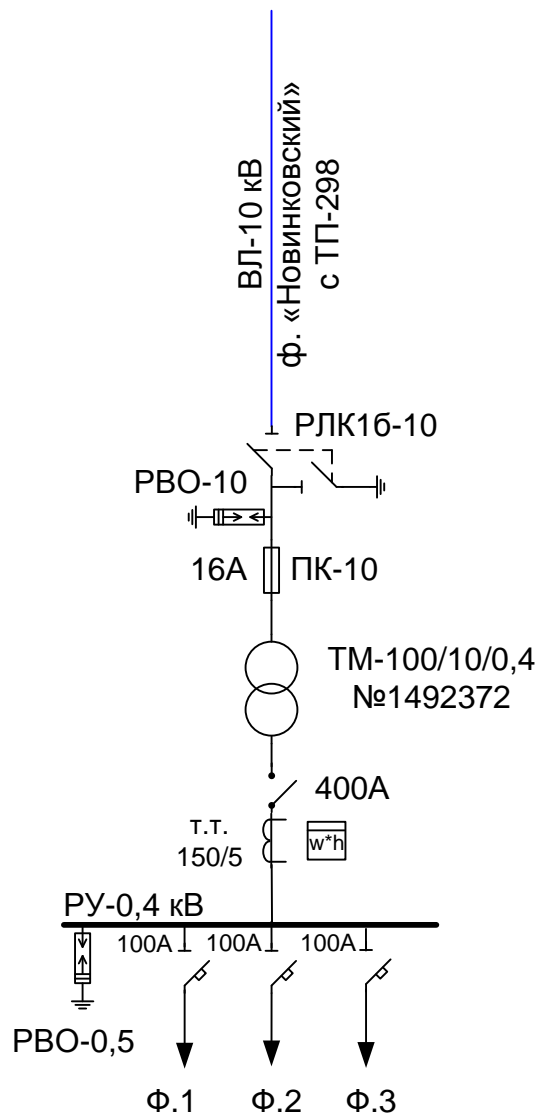 ВЛ-10 кВ
ф. «Новинковский»
с ТП-298
РЛК1б-10
РВО-10
16А
ПК-10
ТМ-100/10/0,4
№1492372
400А
т.т.
150/5
w*h
РУ-0,4 кВ
100А
100А
100А
РВО-0,5
Ф.1
Ф.2
Ф.3